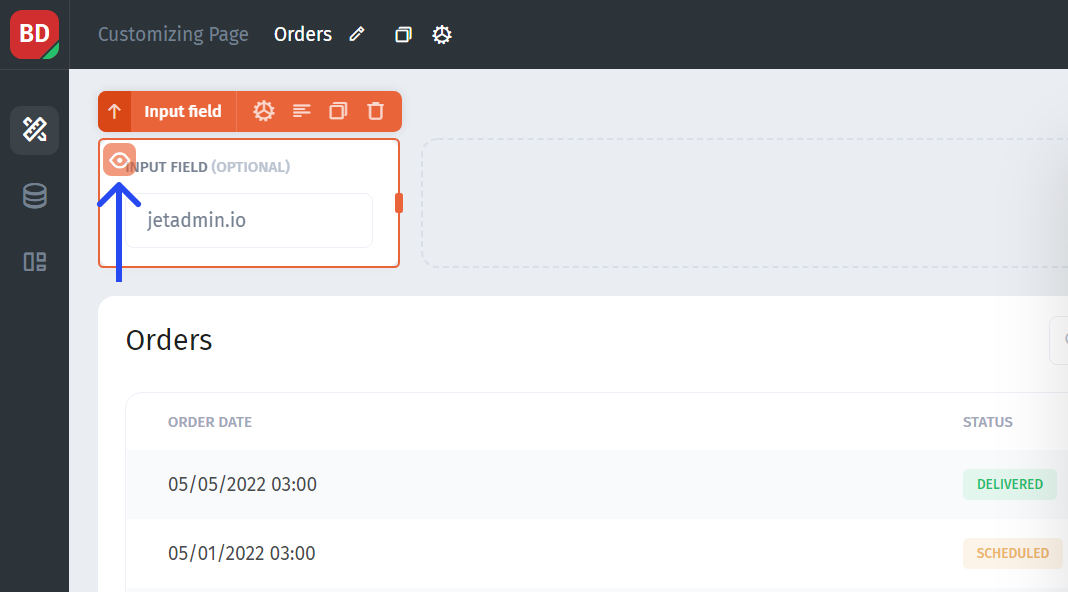 BD
Customizing Page Orders
Input field
INPUT FIELD (OPTIONAL)
jetadmin.io
Orders
ORDER DATE STATUS
05/05/2022 03:00 DELIVERED
05/01/2022 03:00 SCHEDULED